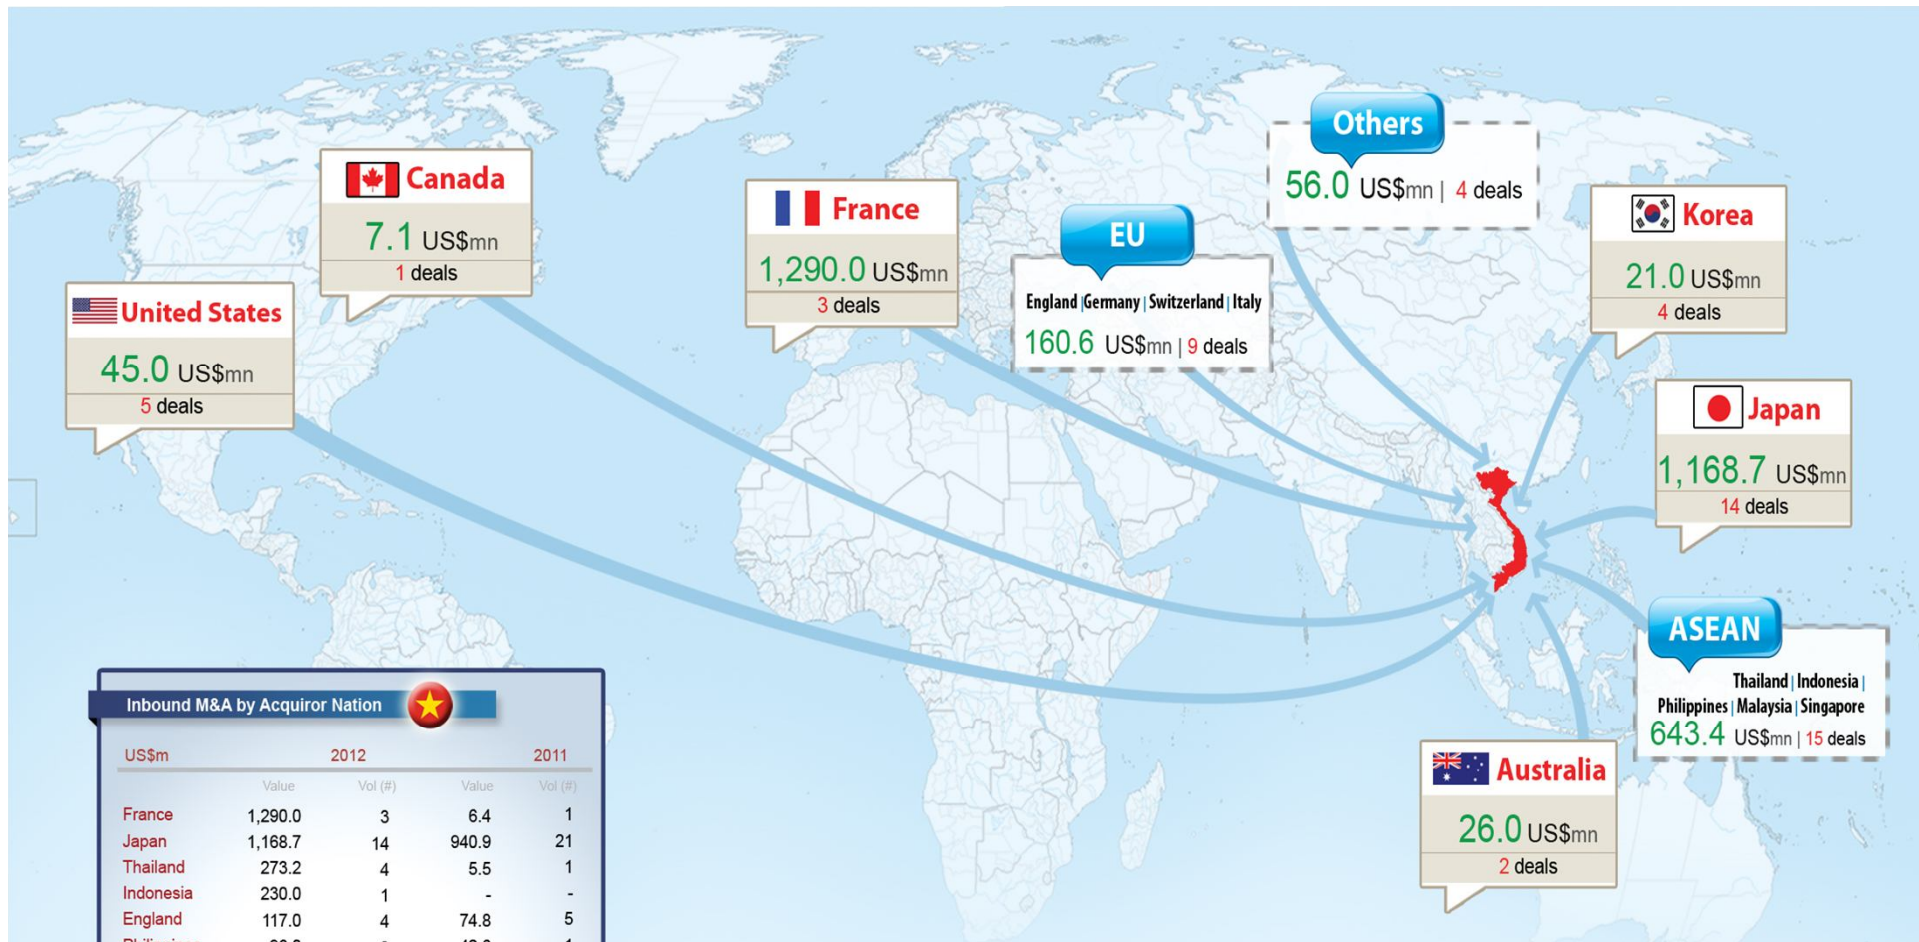 Others
56.0 US$mn | 4 deals
Canada
7.1 US$mn
1 deals
France
1,290.0 US$mn
3 deals
EU
England | Germany | Switzerland | Italy
160.6 US$mn | 9 deals
Korea
21.0 US$mn
4 deals
United States
45.0 US$mn
5 deals
Japan
1,168.7 US$mn
14 deals
ASEAN
Thailand | Indonesia |
Philippines | Malaysia | Singapore
643.4 US$mn | 15 deals
Australia
26.0 US$mn
2 deals
Inbound M&A by Acquiror Nation
US$m 2012 2011
Value Vol (#) Value Vol (#)
France 1,290.0 3 6.4 1
Japan 1,168.7 14 940.9 21
Thailand 273.2 4 5.5 1
Indonesia 230.0 1 - -
England 117.0 4 74.8 5